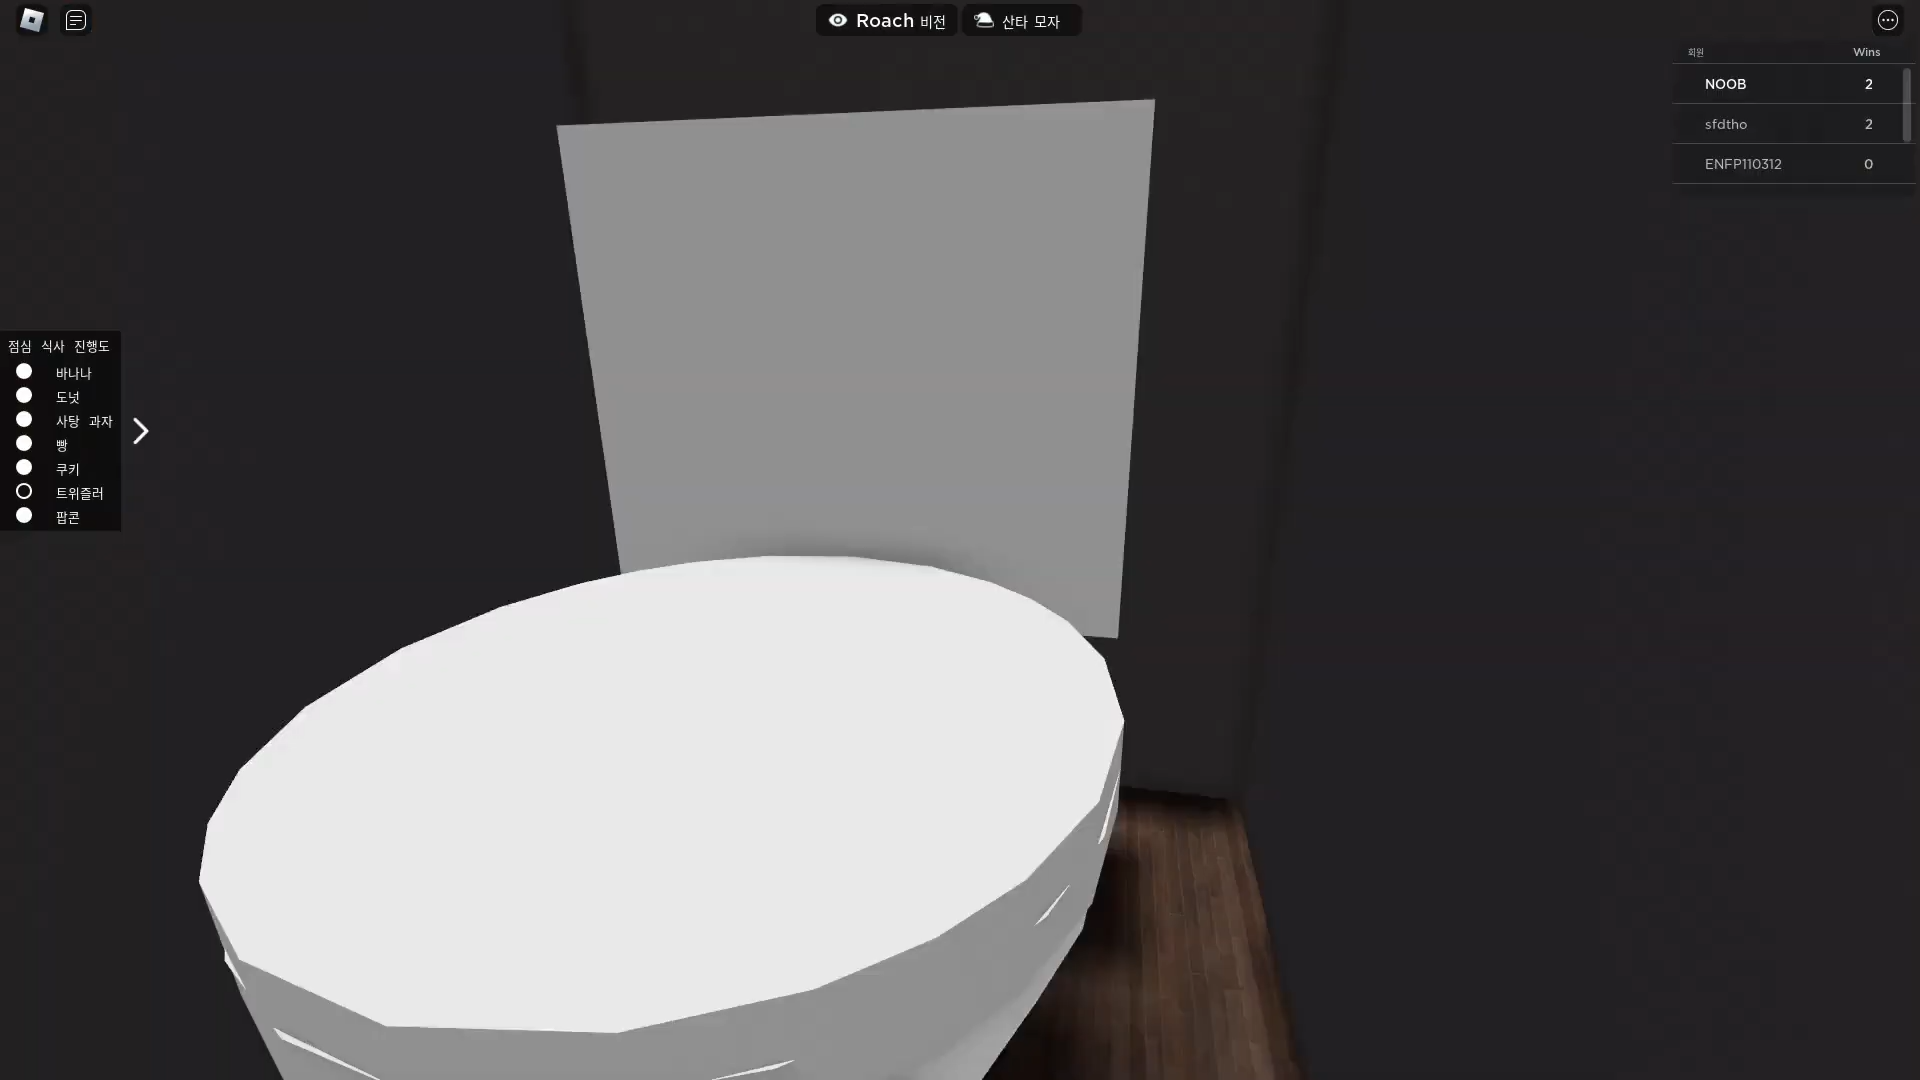 Roach 비전
산타 모자
회원 Wins
NOOB 2
sfdtho 2
ENFP110312 0
점심 식사 진행도
바나나
도넛
사탕 과자
빵
쿠키
트위즐러
팝콘